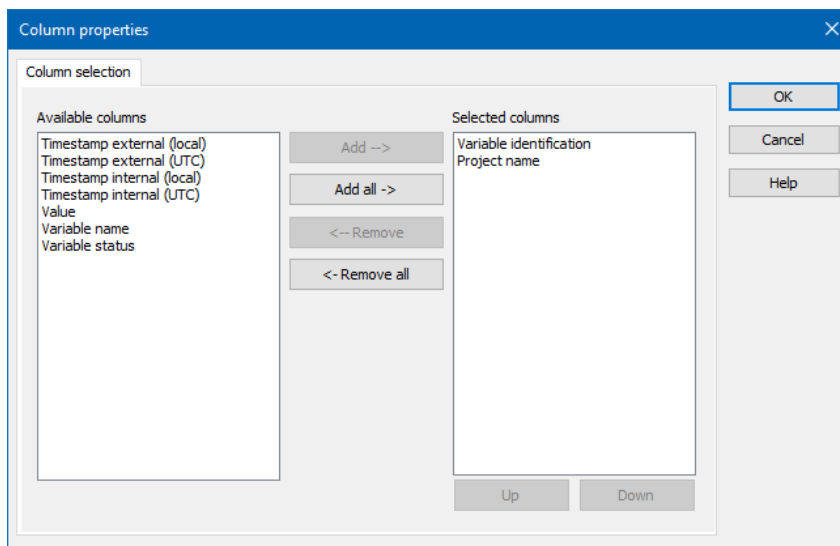 Column properties
Column selection
Available columns
Timestamp external (local)
Timestamp external (UTC)
Timestamp internal (local)
Timestamp internal (UTC)
Value
Variable name
Variable status
Add -->
Add all ->
<-- Remove
<- Remove all
Selected columns
Variable identification
Project name
Up
Down
OK
Cancel
Help